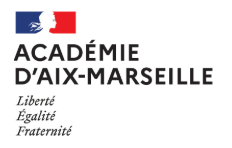 ACADÉMIE
D'AIX-MARSEILLE
Liberté
Égalité
Fraternité